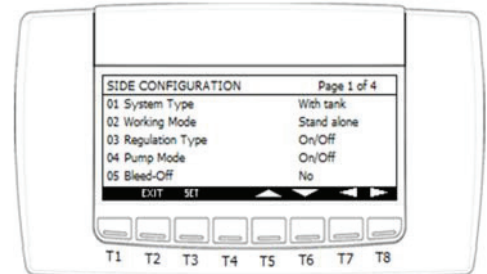 SIDE CONFIGURATION Page 1 of 4
01 System Type With tank
02 Working Mode Stand alone
03 Regulation Type On/Off
04 Pump Mode On/Off
05 Bleed-Off No
EXIT SET
T1 T2 T3 T4 T5 T6 T7 T8